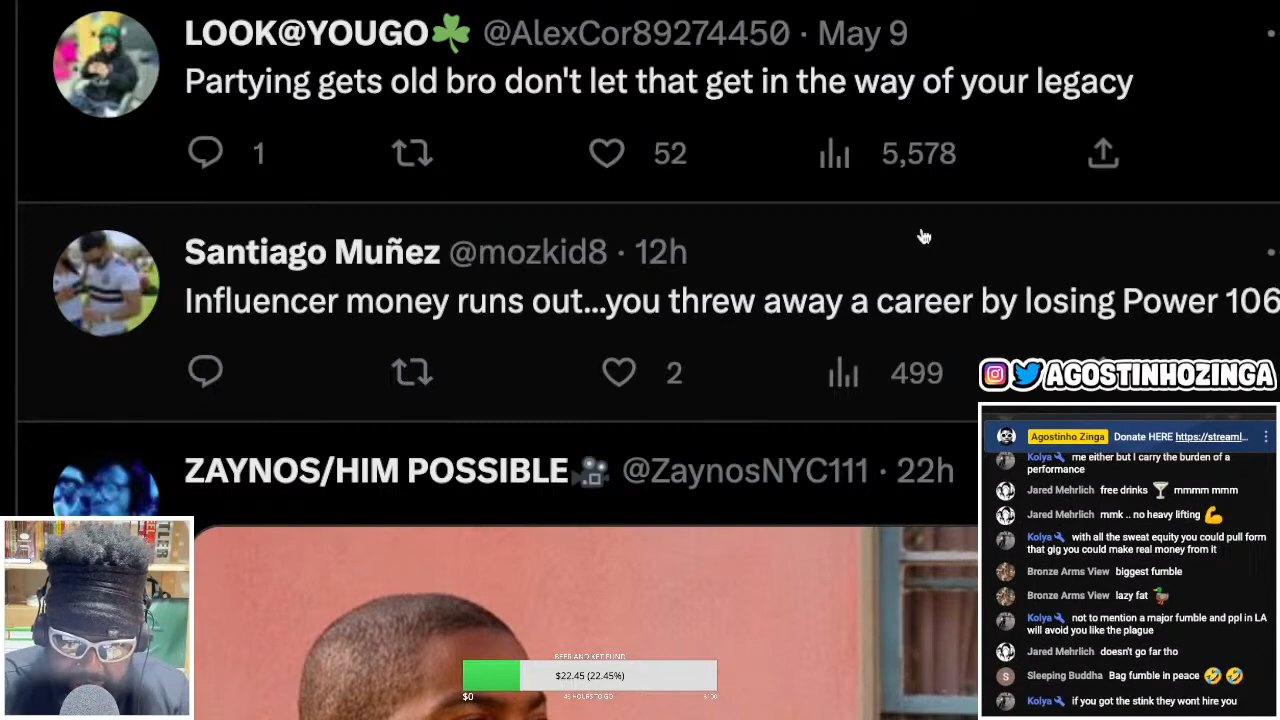 LOOK@YOUGO☘️ @AlexCor89274450 · May 9
Partying gets old bro don't let that get in the way of your legacy
1 52 5,578
Santiago Muñez @mozkid8 · 12h
Influencer money runs out...you threw away a career by losing Power 106
2 499
AGOSTINHOZINGA
ZAYNOS/HIM POSSIBLE🎥 @ZaynosNYC111 · 22h
Agostinho Zinga Donate HERE https://streaml...
Kolya🔧 me either but I carry the burden of a
performance
Jared Mehrlich free drinks 🍸 mmmm mmm
Jared Mehrlich mmk .. no heavy lifting 💪
Kolya🔧 with all the sweat equity you could pull form
that gig you could make real money from it
Bronze Arms View biggest fumble
Bronze Arms View lazy fat 🦆
Kolya🔧 not to mention a major fumble and ppl in LA
will avoid you like the plague
Jared Mehrlich doesn't go far tho
S Sleeping Buddha Bag fumble in peace 🤣 🤣
Kolya🔧 if you got the stink they wont hire you
BEER AND KET FUND
$22.45 (22.45%)
$0 $100